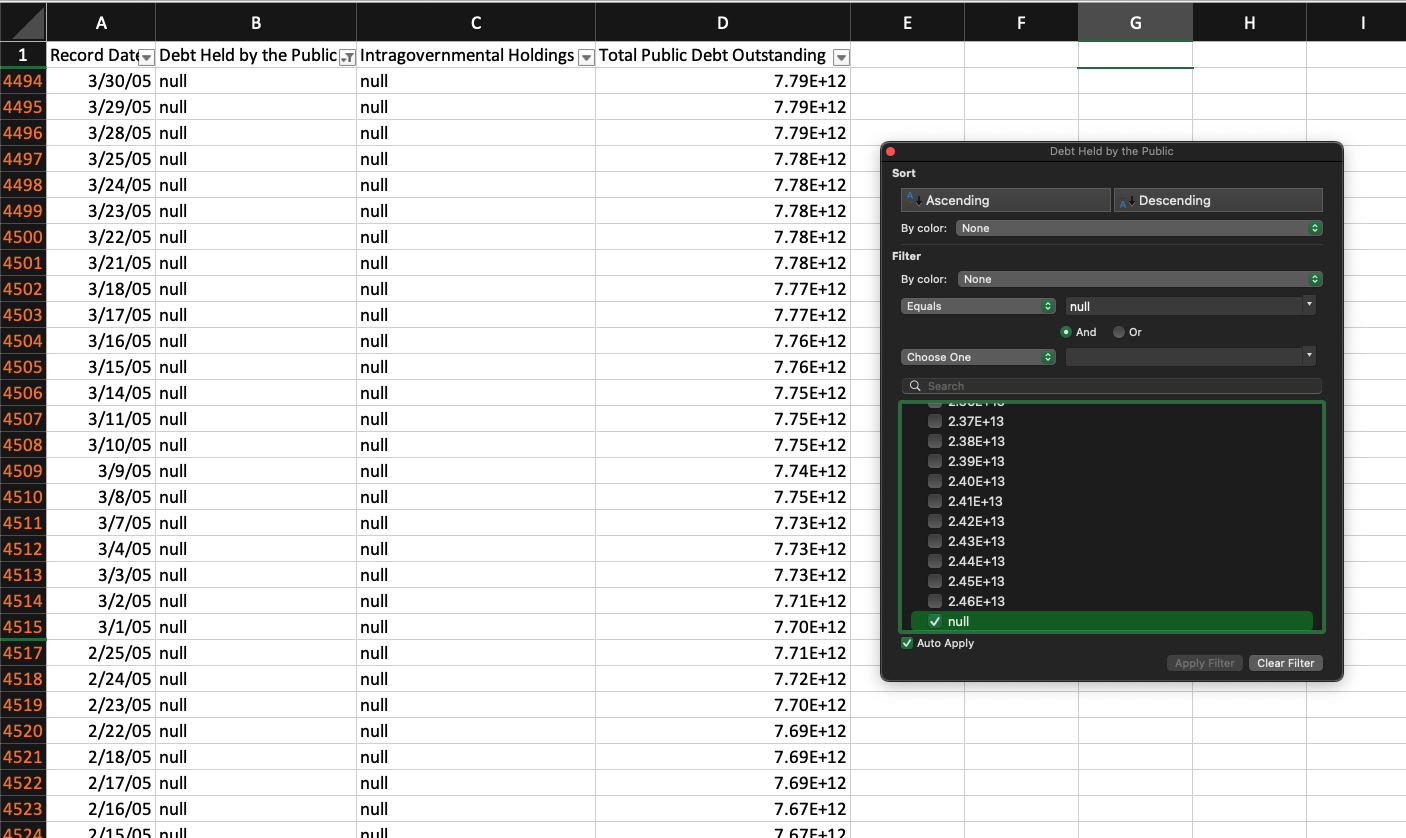 A B C D E F G H I
1 Record Date Debt Held by the Public Intragovernmental Holdings Total Public Debt Outstanding
4494 3/30/05 null null 7.79E+12
4495 3/29/05 null null 7.79E+12
4496 3/28/05 null null 7.79E+12
4497 3/25/05 null null 7.78E+12
4498 3/24/05 null null 7.78E+12
4499 3/23/05 null null 7.78E+12
4500 3/22/05 null null 7.78E+12
4501 3/21/05 null null 7.78E+12
4502 3/18/05 null null 7.77E+12
4503 3/17/05 null null 7.77E+12
4504 3/16/05 null null 7.76E+12
4505 3/15/05 null null 7.76E+12
4506 3/14/05 null null 7.75E+12
4507 3/11/05 null null 7.75E+12
4508 3/10/05 null null 7.75E+12
4509 3/9/05 null null 7.74E+12
4510 3/8/05 null null 7.75E+12
4511 3/7/05 null null 7.73E+12
4512 3/4/05 null null 7.73E+12
4513 3/3/05 null null 7.73E+12
4514 3/2/05 null null 7.71E+12
4515 3/1/05 null null 7.70E+12
4517 2/25/05 null null 7.71E+12
4518 2/24/05 null null 7.72E+12
4519 2/23/05 null null 7.70E+12
4520 2/22/05 null null 7.69E+12
4521 2/18/05 null null 7.69E+12
4522 2/17/05 null null 7.69E+12
4523 2/16/05 null null 7.67E+12
4524 2/15/05 null null 7.67E+12
Debt Held by the Public
Sort
Ascending Descending
By color: None
Filter
By color: None
Equals null
And Or
Choose One
Search
2.37E+13
2.38E+13
2.39E+13
2.40E+13
2.41E+13
2.42E+13
2.43E+13
2.44E+13
2.45E+13
2.46E+13
null
Auto Apply
Apply Filter Clear Filter